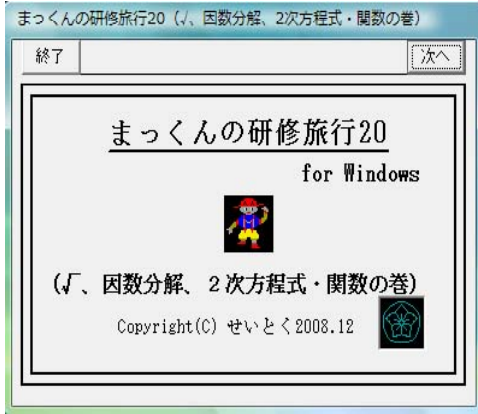 まっくんの研修旅行20(√、因数分解、2次方程式・関数の巻)
終了 次へ
まっくんの研修旅行20
for Windows
M
(√、因数分解、２次方程式・関数の巻)
Copyright(C) せいとく2008.12